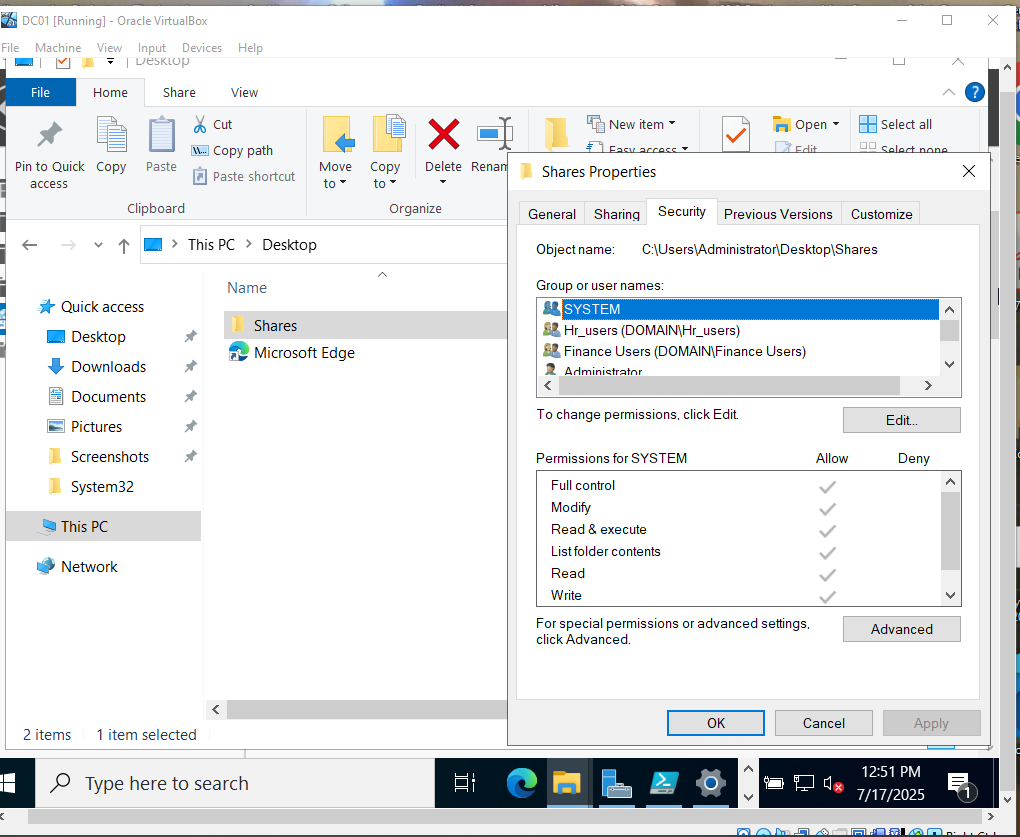 DC01 [Running] - Oracle VirtualBox
File Machine View Input Devices Help
Desktop
File Home Share View
Pin to Quick access
Copy
Paste
Cut
Copy path
Paste shortcut
Clipboard
Move to
Copy to
Delete
Renam
Organize
New item
Easy access
Open
Edit
Select all
Select none
This PC > Desktop
Quick access
Desktop
Downloads
Documents
Pictures
Screenshots
System32
This PC
Network
Name
Shares
Microsoft Edge
2 items 1 item selected
Shares Properties
General Sharing Security Previous Versions Customize
Object name: C:\Users\Administrator\Desktop\Shares
Group or user names:
SYSTEM
Hr_users (DOMAIN\Hr_users)
Finance Users (DOMAIN\Finance Users)
Administrator
To change permissions, click Edit.
Edit...
Permissions for SYSTEM Allow Deny
Full control
Modify
Read & execute
List folder contents
Read
Write
For special permissions or advanced settings,
click Advanced.
Advanced
OK Cancel Apply
Type here to search
12:51 PM
7/17/2025
1